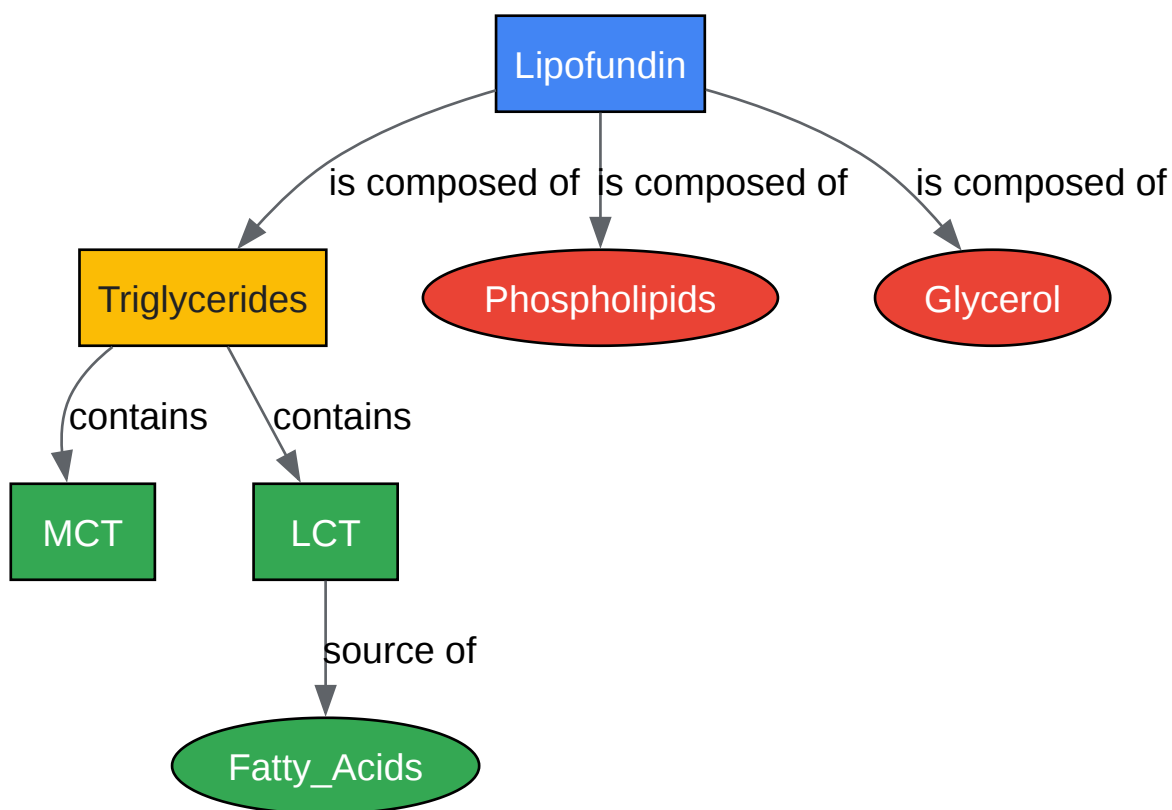 Lipofundin
is composed of
is composed of
is composed of
Triglycerides
Phospholipids
Glycerol
contains
contains
MCT
LCT
source of
Fatty_Acids